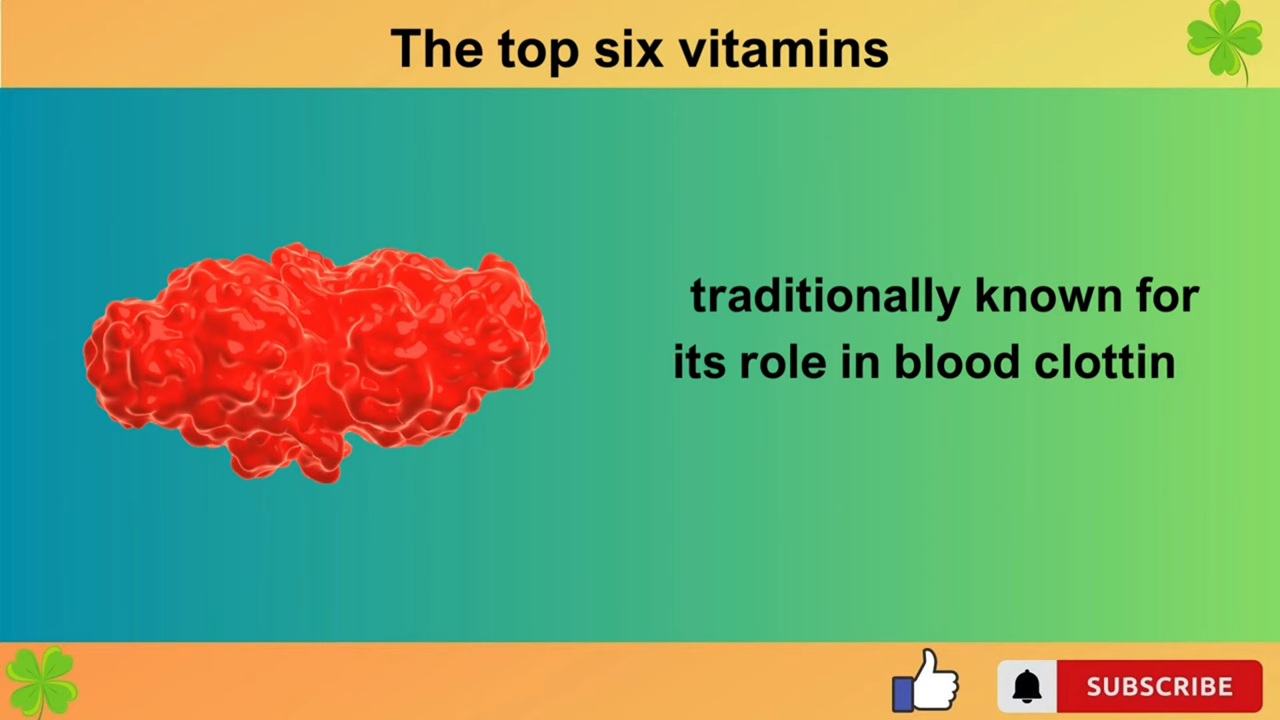 The top six vitamins
traditionally known for
its role in blood clottin
SUBSCRIBE